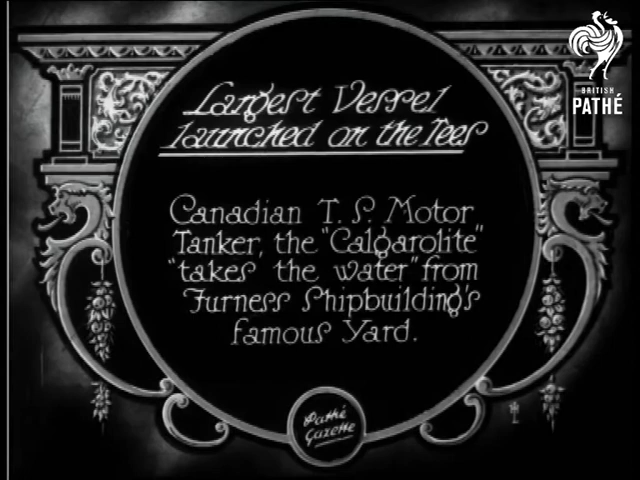 BRITISH
PATHÉ
Largest Vessel
launched on the Tees
Canadian T. S. Motor
Tanker, the "Calgarolite"
"takes the water" from
Furness Shipbuilding's
famous Yard.
Pathé
Gazette